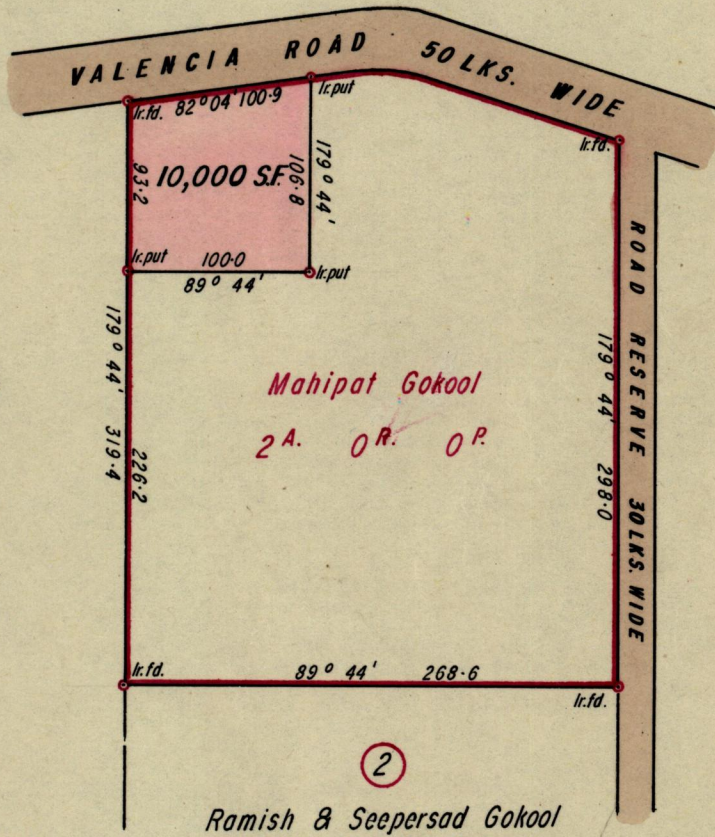 VALENCIA ROAD 50 LKS. WIDE
Ir.fd. 82° 04' 100·9
Ir.put
Ir.fd.
93·2
10,000 S.F.
106·8
179° 44'
Ir.put
100·0
89° 44'
Ir.put
ROAD RESERVE 30 LKS. WIDE
179° 44' 319·4
226·2
Mahipat Gokool
2 A. 0 R. 0 P.
179° 44' 298·0
Ir.fd.
89° 44' 268·6
Ir.fd.
2
Ramish & Seepersad Gokool